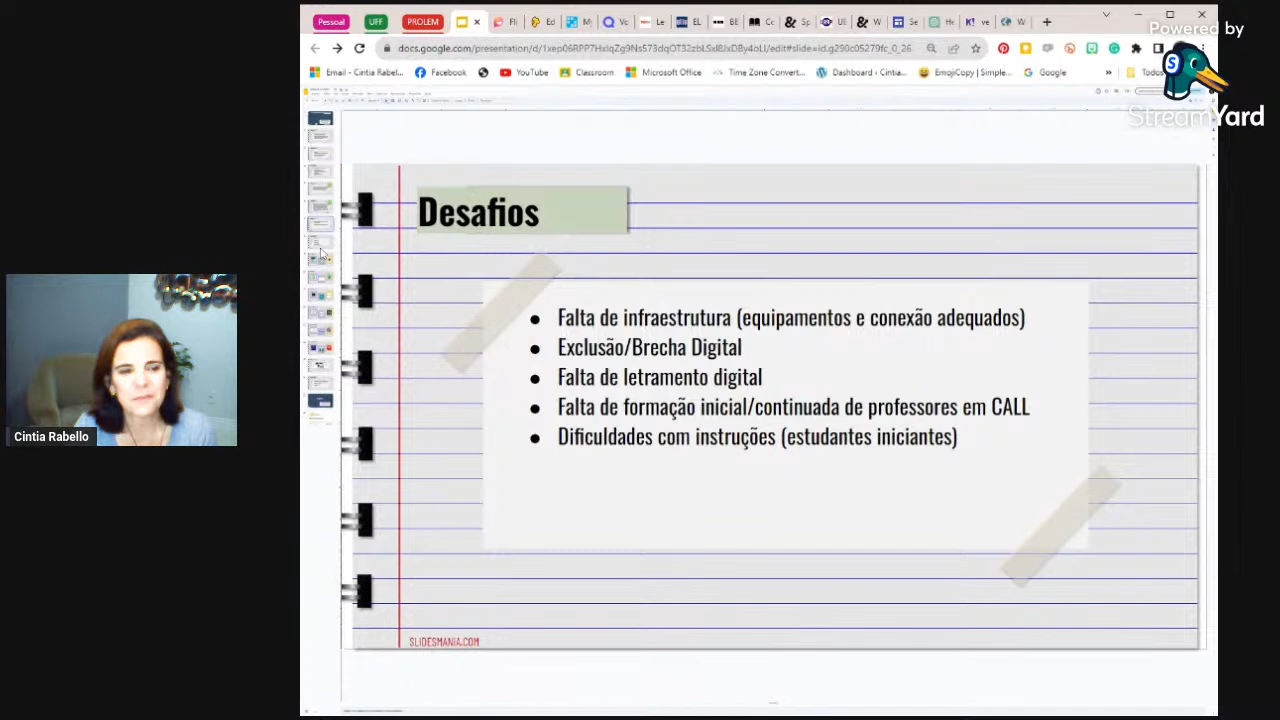 Pessoal
UFF
PROLEM
docs.google.com/presentation/d/1xep06RPP7HxlqZg9Ns573dqOT32zbLSxl8JxDBy4oLI/edit#slide=id.g290c05279fc_0_26
Email - Cintia Rabel...
Facebook
YouTube
Classroom
Microsoft Office
Time Zone Convert...
Dashboard ‹ Cintia...
EmojiCopy | Simple...
Google
»
Todos
Powered by
StreamYard
Desafios
● Falta de infraestrutura (equipamentos e conexão adequados)
● Exclusão/Brecha Digital
● Falta de letramento digital
● Falta de formação inicial/continuada de professores em CALL
● Dificuldades com instruções (estudantes iniciantes)
SLIDESMANIA.COM
Cintia Rabello